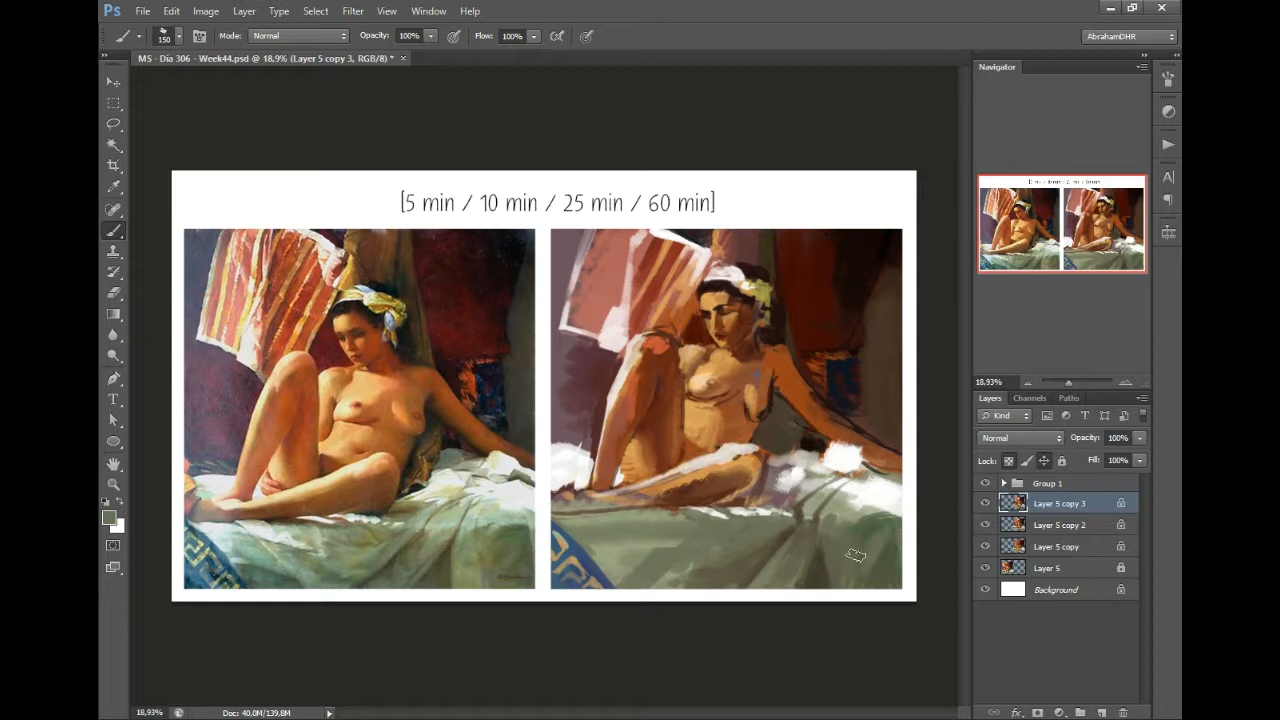 Ps File Edit Image Layer Type Select Filter View Window Help
150 Mode: Normal Opacity: 100% Flow: 100% AbrahamDHR
MS - Dia 306 - Week44.psd @ 18,9% (Layer 5 copy 3, RGB/8) * ×
Navigator
[5 min / 10 min / 25 min / 60 min]
18,93%
Layers Channels Paths
Kind
Normal Opacity: 100%
Lock: Fill: 100%
Group 1
Layer 5 copy 3
Layer 5 copy 2
Layer 5 copy
Layer 5
Background
18,93% Doc: 40,0M/139,8M